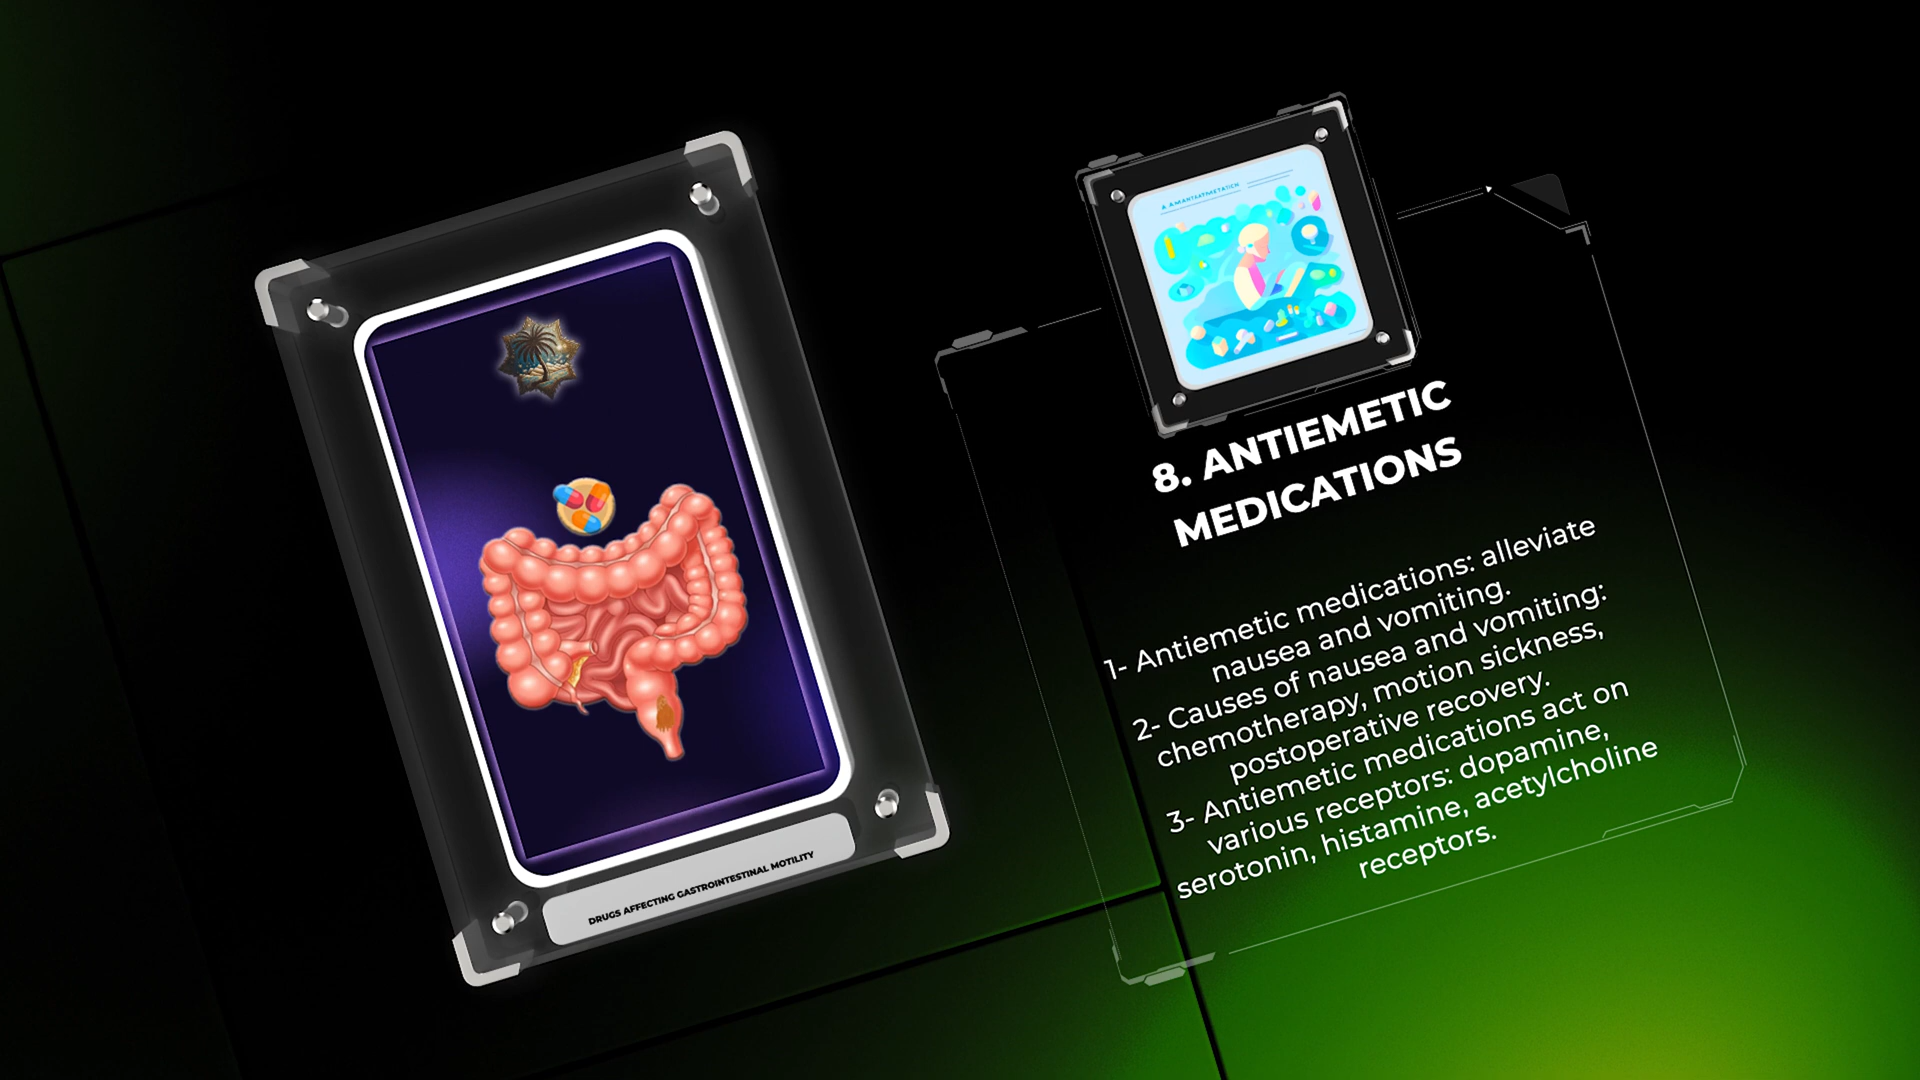 DRUGS AFFECTING GASTROINTESTINAL MOTILITY
8. ANTIEMETIC
MEDICATIONS
1- Antiemetic medications: alleviate
nausea and vomiting.
2- Causes of nausea and vomiting:
chemotherapy, motion sickness,
postoperative recovery.
3- Antiemetic medications act on
various receptors: dopamine,
serotonin, histamine, acetylcholine
receptors.